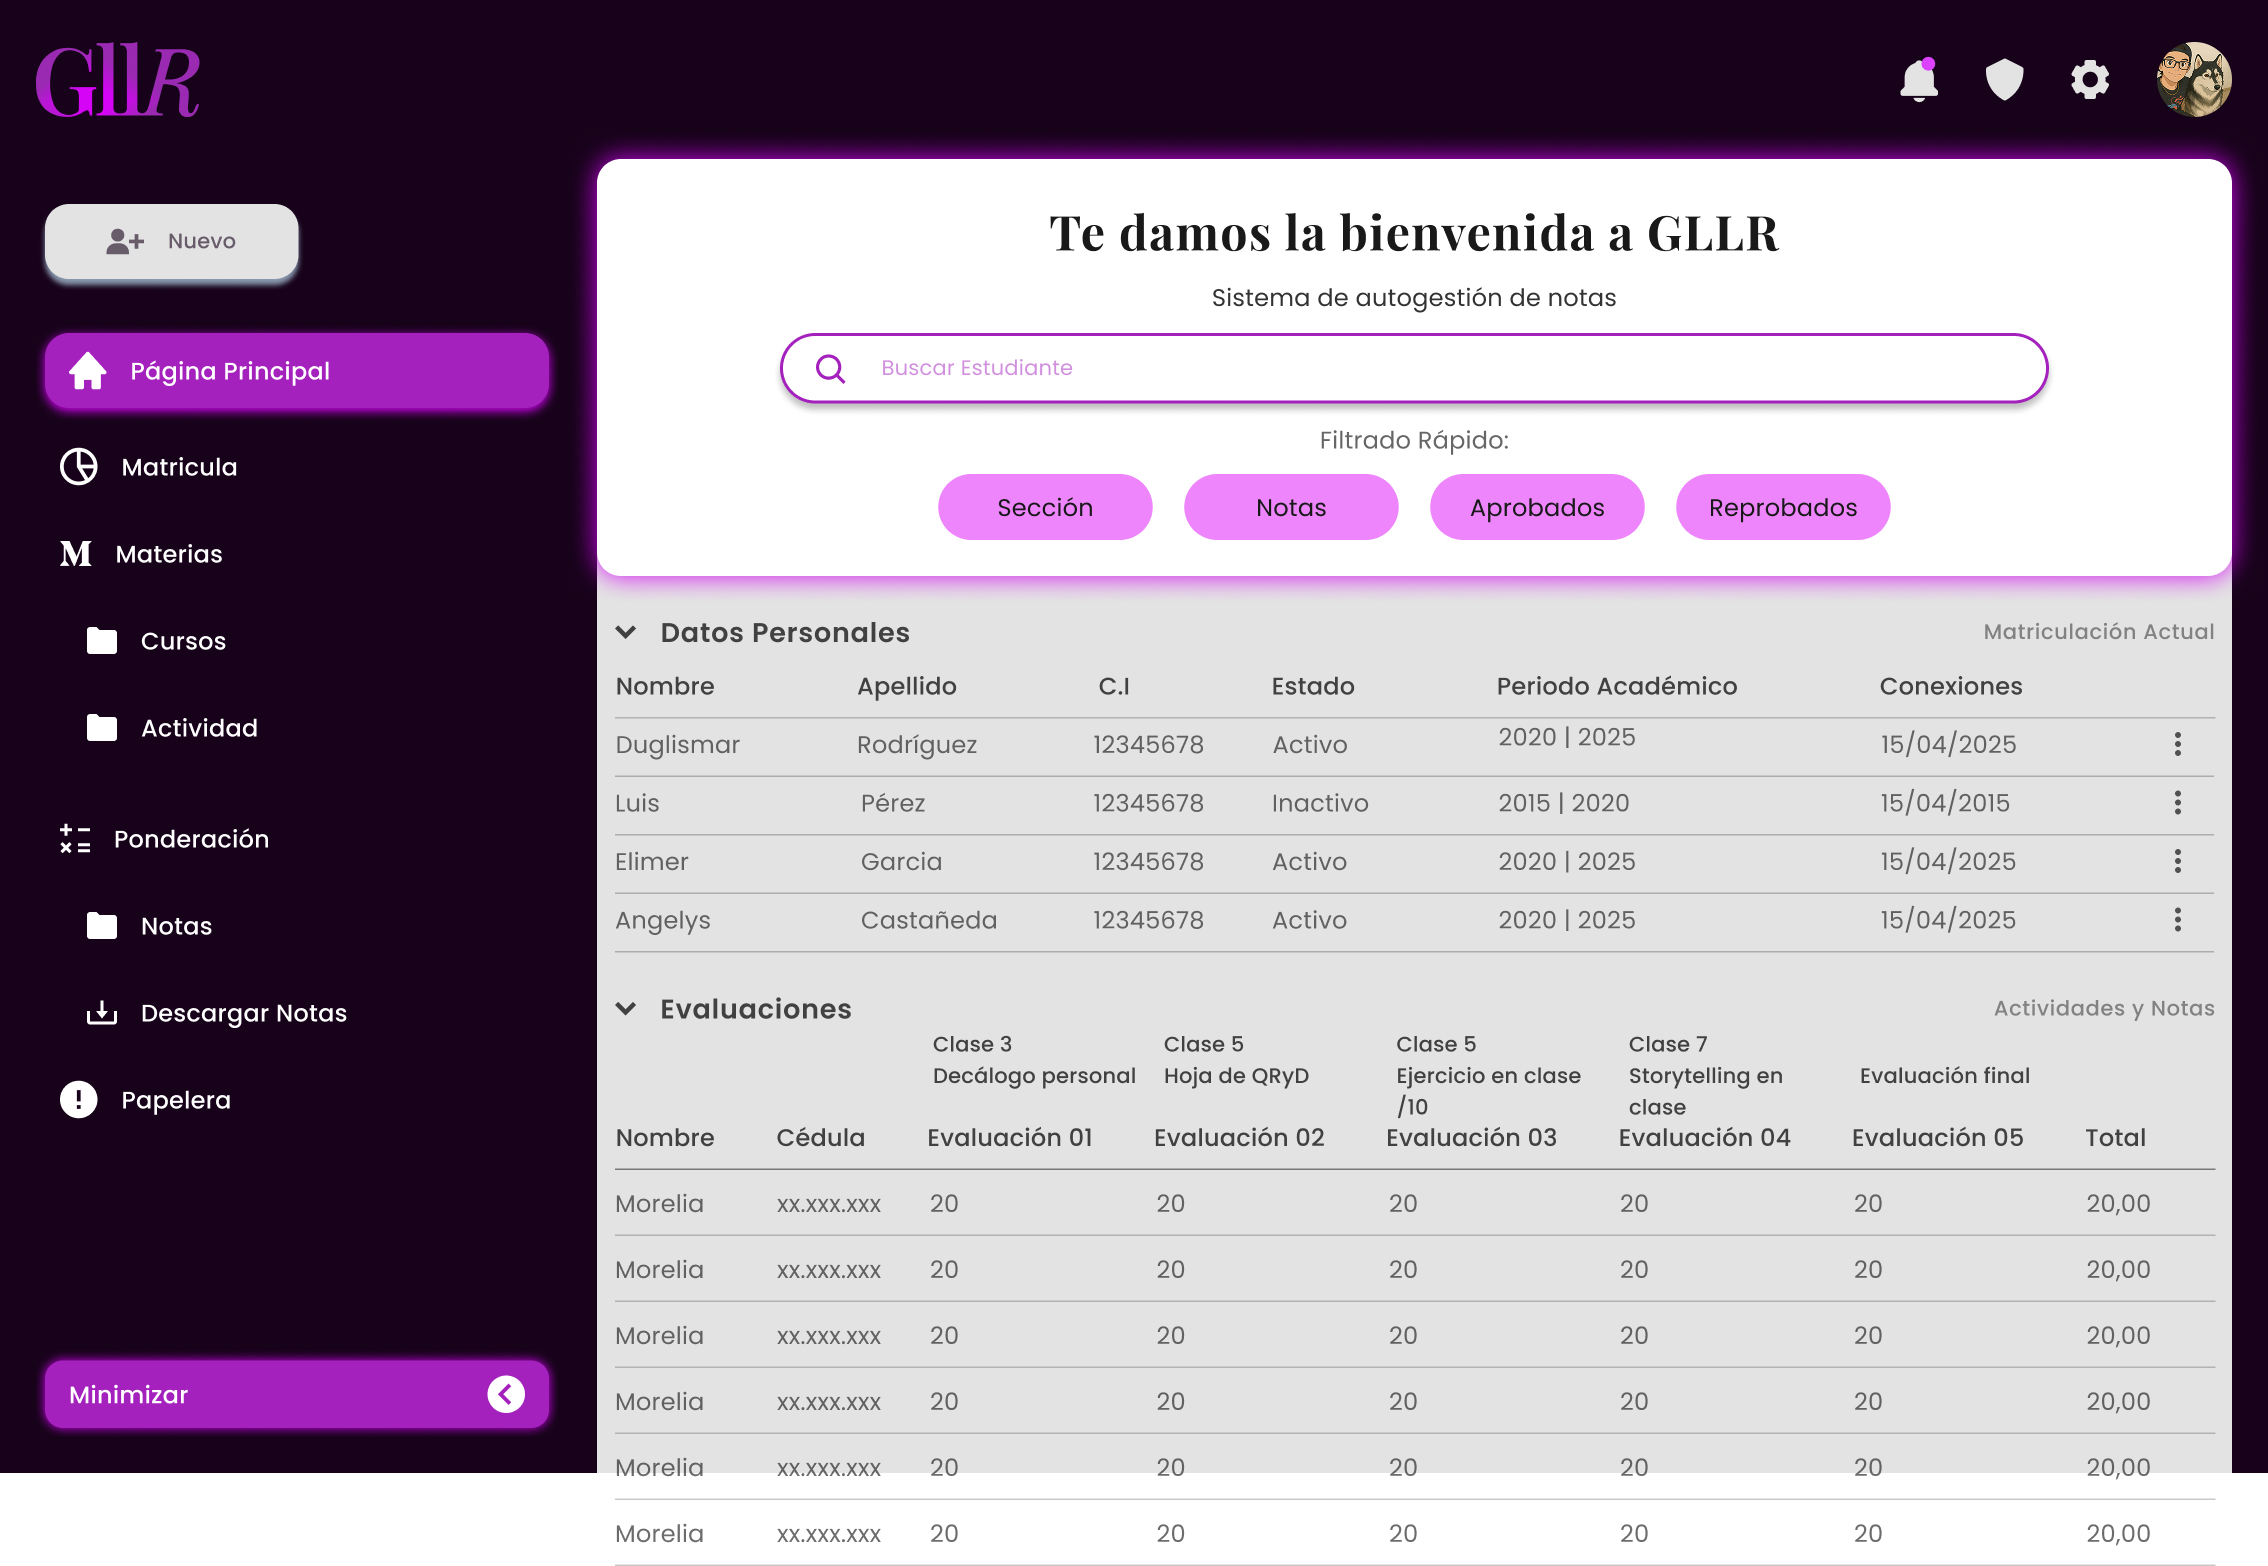 GllR
Nuevo
Página Principal
Matricula
M Materias
Cursos
Actividad
Ponderación
Notas
Descargar Notas
Papelera
Minimizar
Te damos la bienvenida a GLLR
Sistema de autogestión de notas
Buscar Estudiante
Filtrado Rápido:
Sección Notas Aprobados Reprobados
Datos Personales Matriculación Actual
Nombre Apellido C.I Estado Periodo Académico Conexiones
Duglismar Rodríguez 12345678 Activo 2020 | 2025 15/04/2025
Luis Pérez 12345678 Inactivo 2015 | 2020 15/04/2015
Elimer Garcia 12345678 Activo 2020 | 2025 15/04/2025
Angelys Castañeda 12345678 Activo 2020 | 2025 15/04/2025
Evaluaciones Actividades y Notas
Clase 3 Clase 5 Clase 5 Clase 7
Decálogo personal Hoja de QRyD Ejercicio en clase Storytelling en Evaluación final
/10 clase
Nombre Cédula Evaluación 01 Evaluación 02 Evaluación 03 Evaluación 04 Evaluación 05 Total
Morelia xx.xxx.xxx 20 20 20 20 20 20,00
Morelia xx.xxx.xxx 20 20 20 20 20 20,00
Morelia xx.xxx.xxx 20 20 20 20 20 20,00
Morelia xx.xxx.xxx 20 20 20 20 20 20,00
Morelia xx.xxx.xxx 20 20 20 20 20 20,00
Morelia xx.xxx.xxx 20 20 20 20 20 20,00